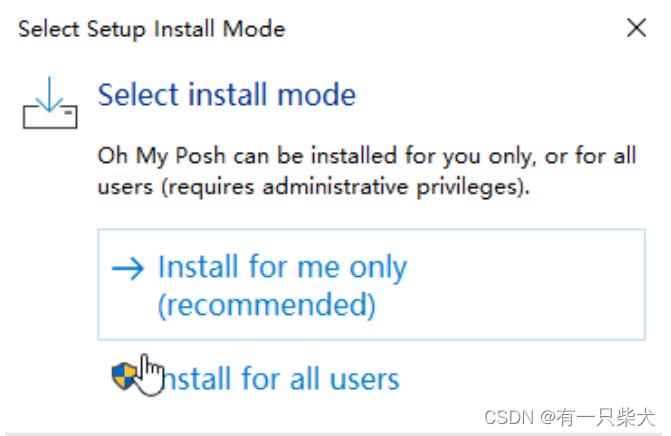 Select Setup Install Mode
Select install mode
Oh My Posh can be installed for you only, or for all
users (requires administrative privileges).
Install for me only
(recommended)
Install for all users
CSDN @有一只柴犬